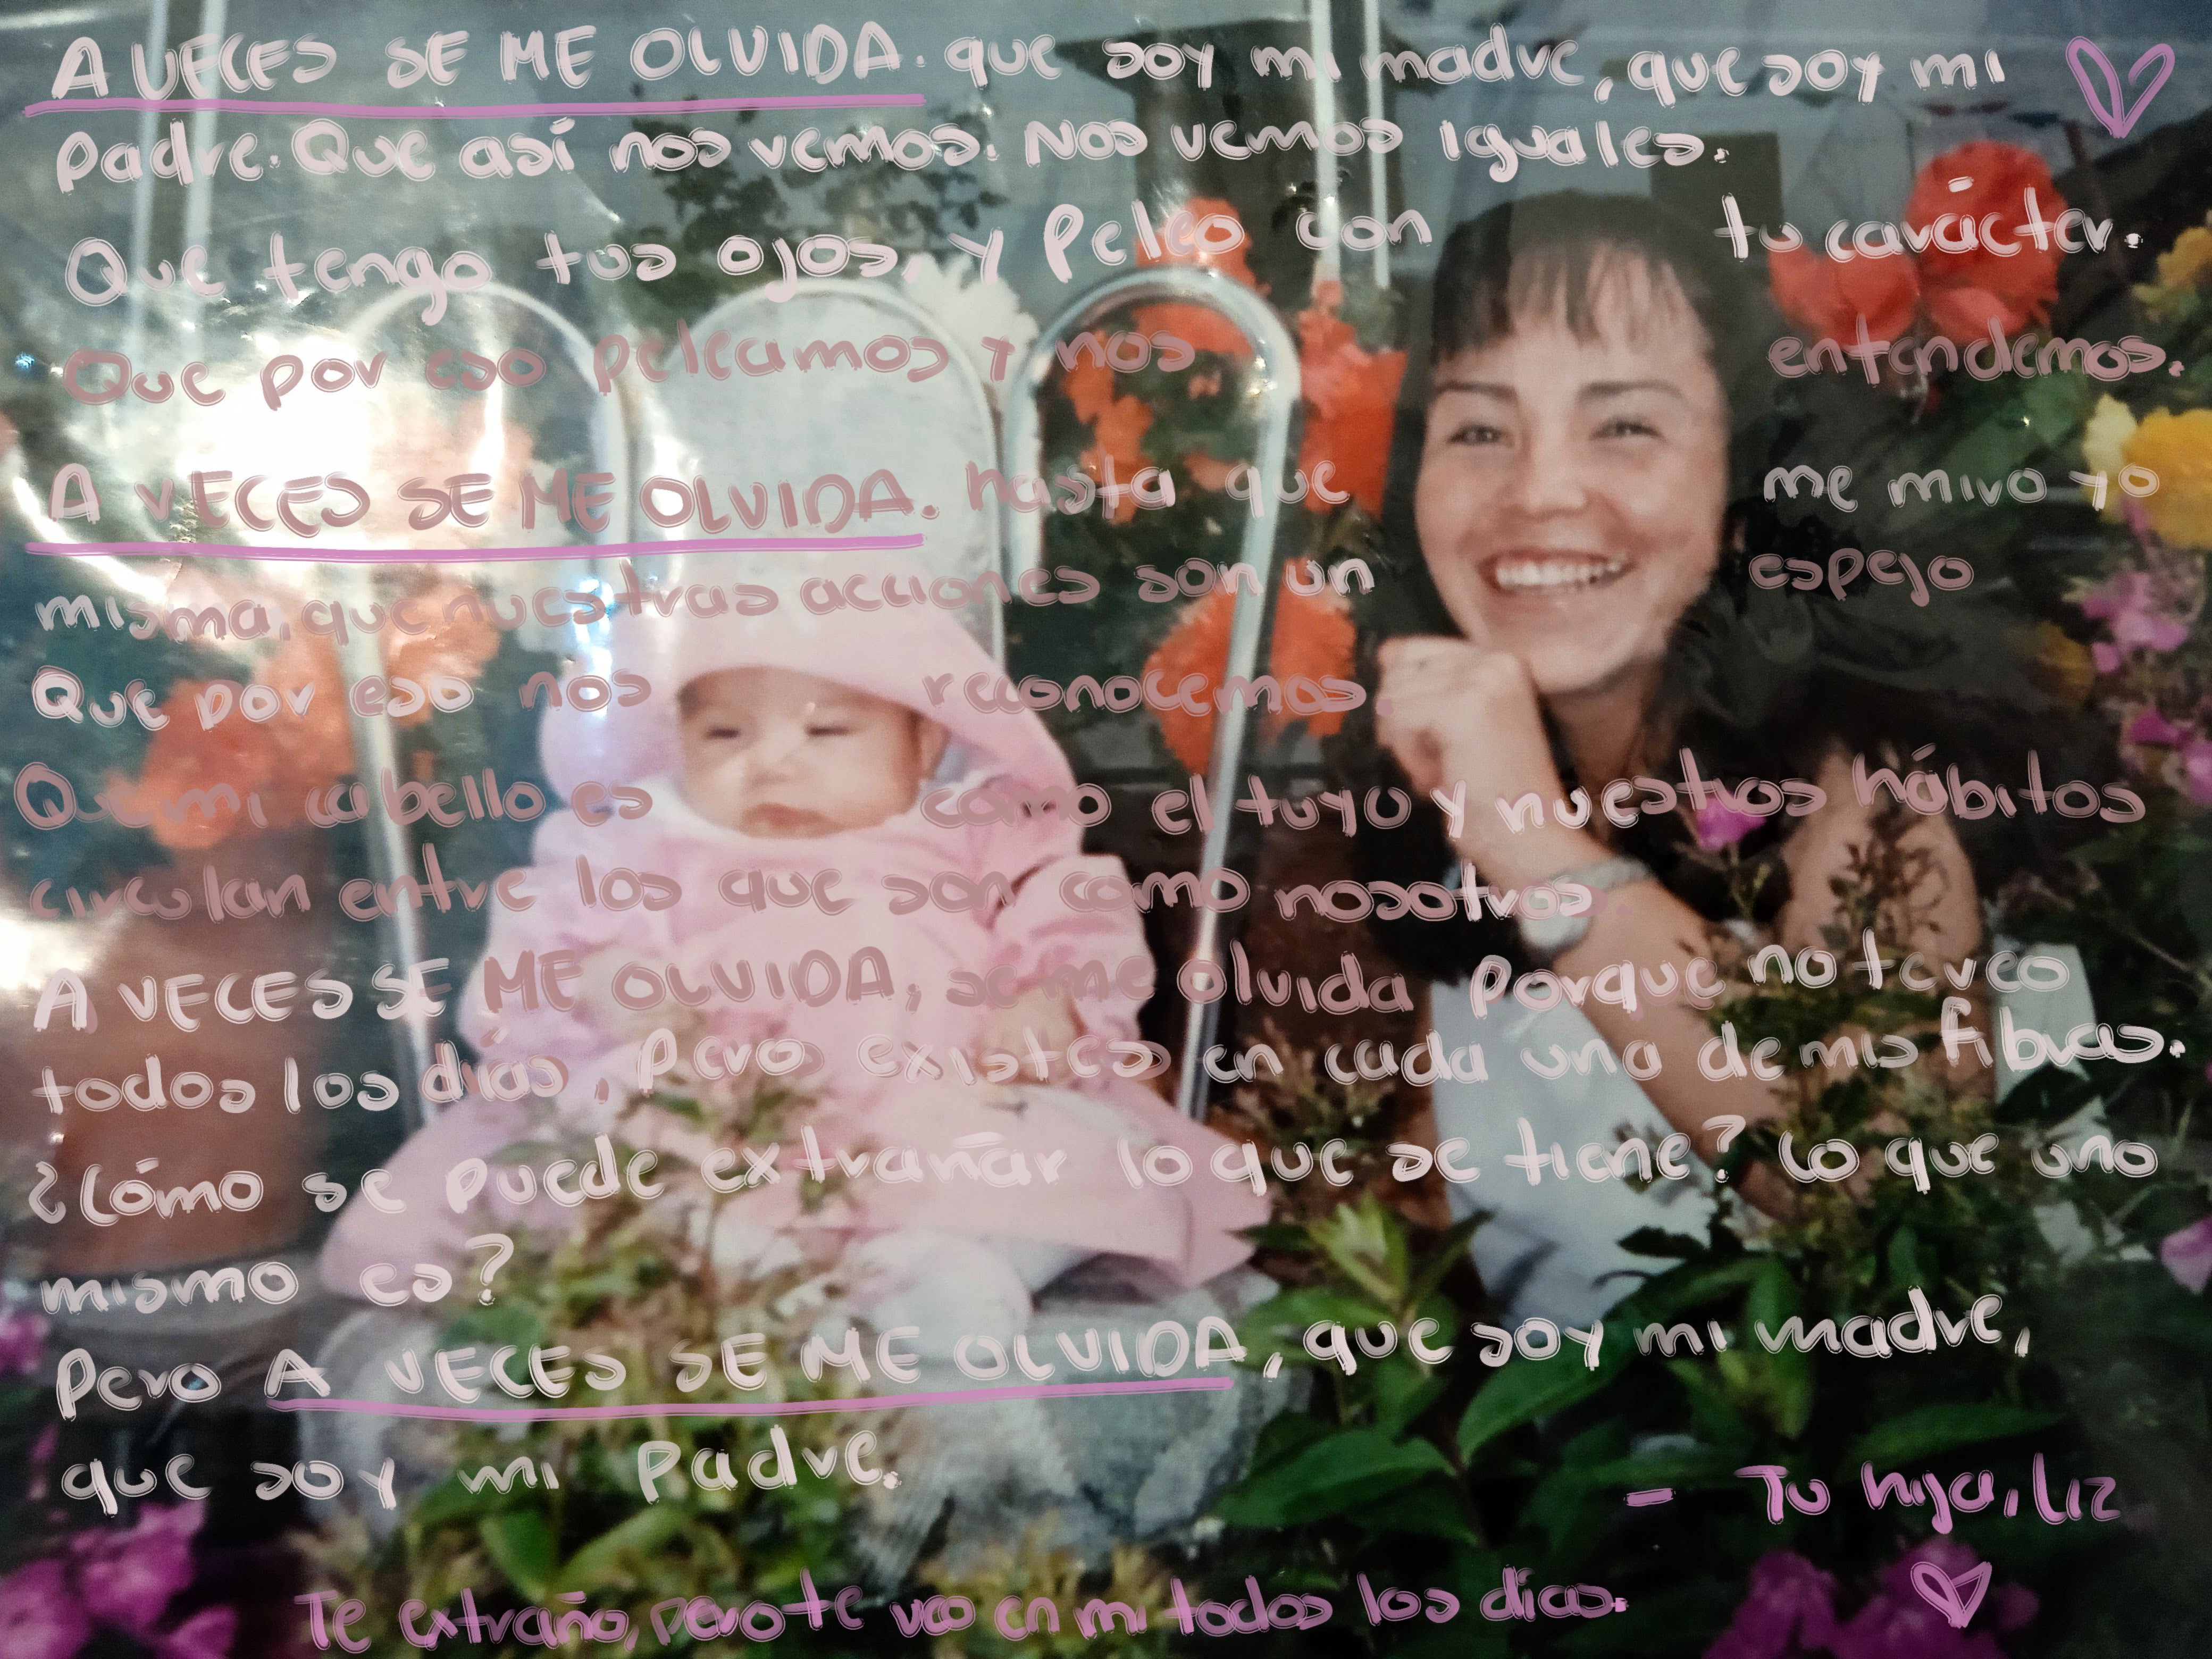 A VECES SE ME OLVIDA. que soy mi madre, que soy mi
padre. Que así nos vemos. Nos vemos iguales.
Que tengo tus ojos, y peleo con tu carácter.
Que por eso peleamos y nos entendemos.
A VECES SE ME OLVIDA. hasta que me miro yo
misma, que nuestras acciones son un espejo
Que por eso nos reconocemos.
Que mi cabello es como el tuyo y nuestros hábitos
circulan entre los que son como nosotros.
A VECES SE ME OLVIDA, se me olvida porque no te veo
todos los días, pero existes en cada una de mis fibras.
¿Cómo se puede extrañar lo que se tiene? Lo que uno
mismo es?
Pero A VECES SE ME OLVIDA, que soy mi madre,
que soy mi padre.
- Tu hija, Liz
Te extraño, pero te veo en mi todos los días.